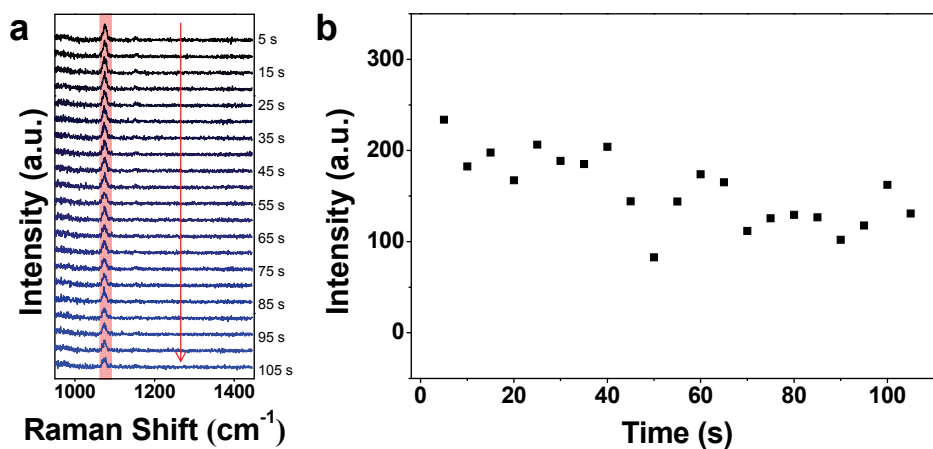 a
5 s
15 s
25 s
35 s
45 s
55 s
65 s
75 s
85 s
95 s
105 s
Intensity (a.u.)
1000 1200 1400
Raman Shift (cm⁻¹)
b
300
200
100
0
Intensity (a.u.)
0 20 40 60 80 100
Time (s)